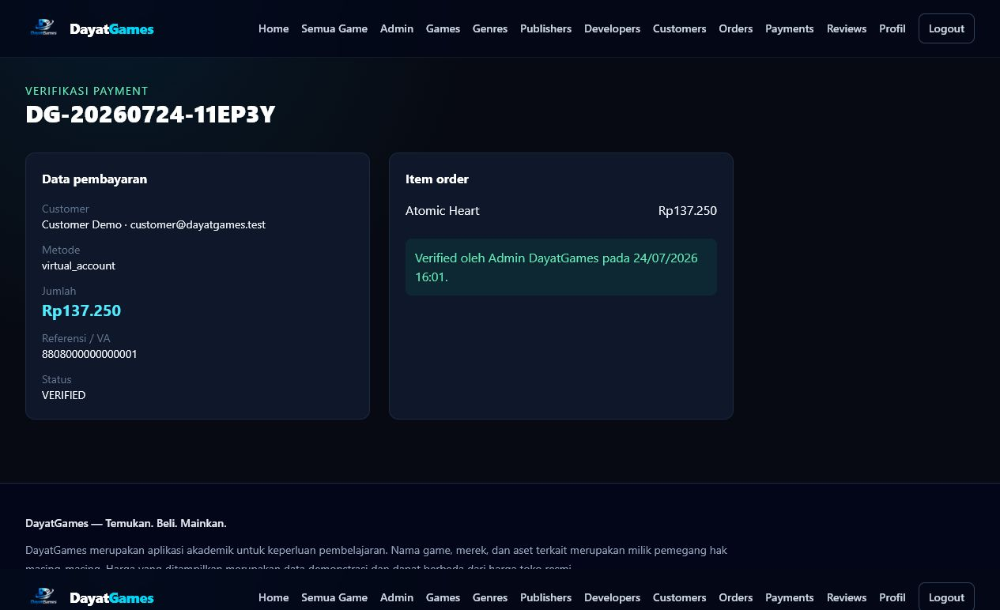 DayatGames
Home Semua Game Admin Games Genres Publishers Developers Customers Orders Payments Reviews Profil Logout
VERIFIKASI PAYMENT
DG-20260724-11EP3Y
Data pembayaran
Customer
Customer Demo · customer@dayatgames.test
Metode
virtual_account
Jumlah
Rp137.250
Referensi / VA
8808000000000001
Status
VERIFIED
Item order
Atomic Heart Rp137.250
Verified oleh Admin DayatGames pada 24/07/2026
16:01.
DayatGames — Temukan. Beli. Mainkan.
DayatGames merupakan aplikasi akademik untuk keperluan pembelajaran. Nama game, merek, dan aset terkait merupakan milik pemegang hak
masing-masing. Harga yang ditampilkan merupakan data demonstrasi dan dapat berbeda dari harga toko resmi.
DayatGames
Home Semua Game Admin Games Genres Publishers Developers Customers Orders Payments Reviews Profil Logout